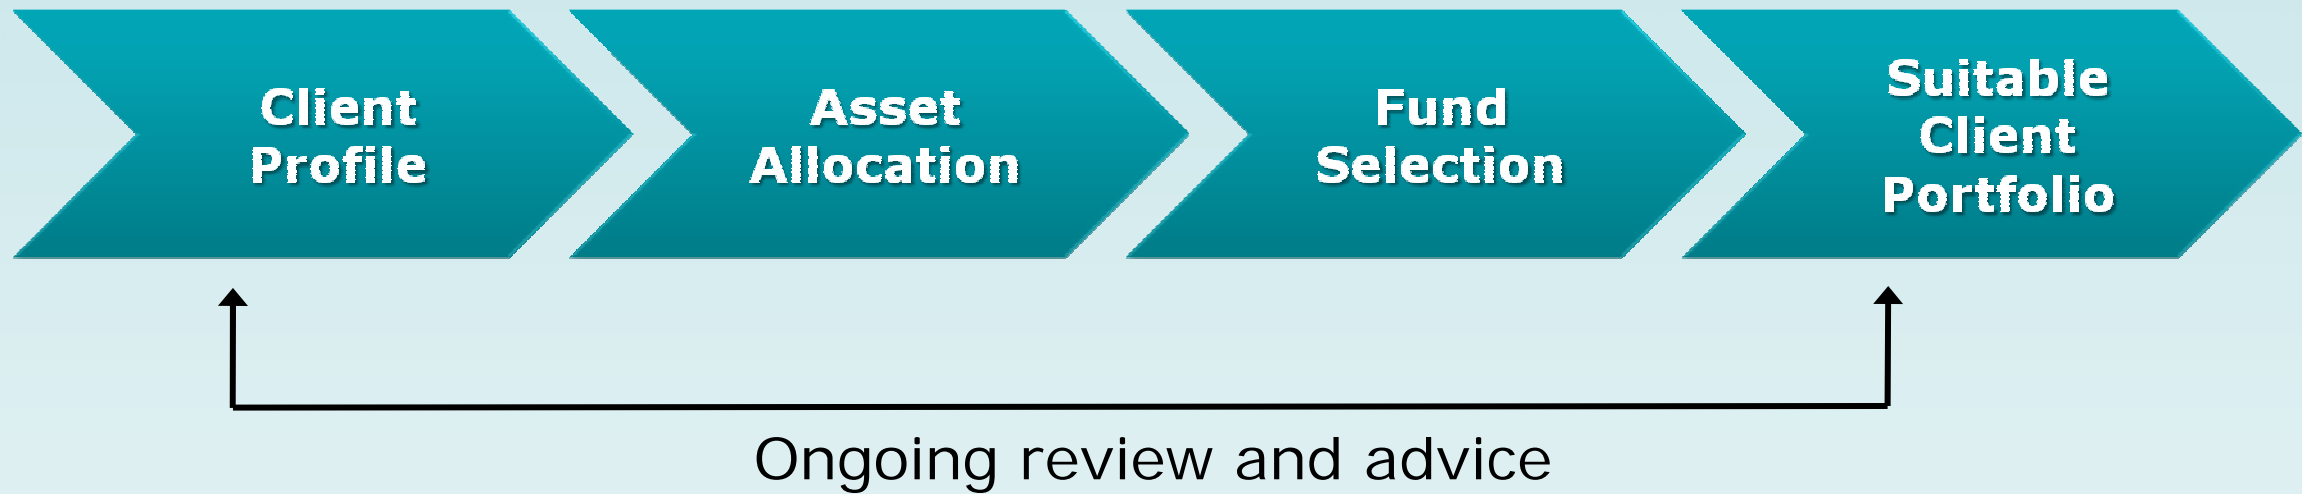 Client
Profile
Asset
Allocation
Fund
Selection
Suitable
Client
Portfolio
Ongoing review and advice